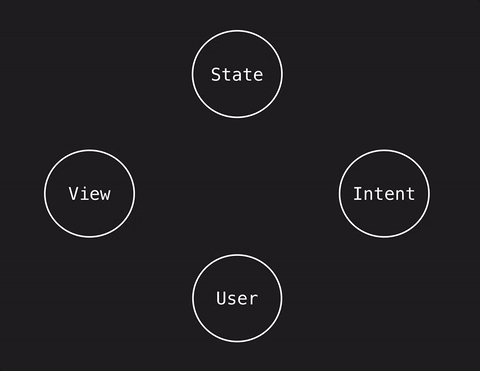 State
View
Intent
User